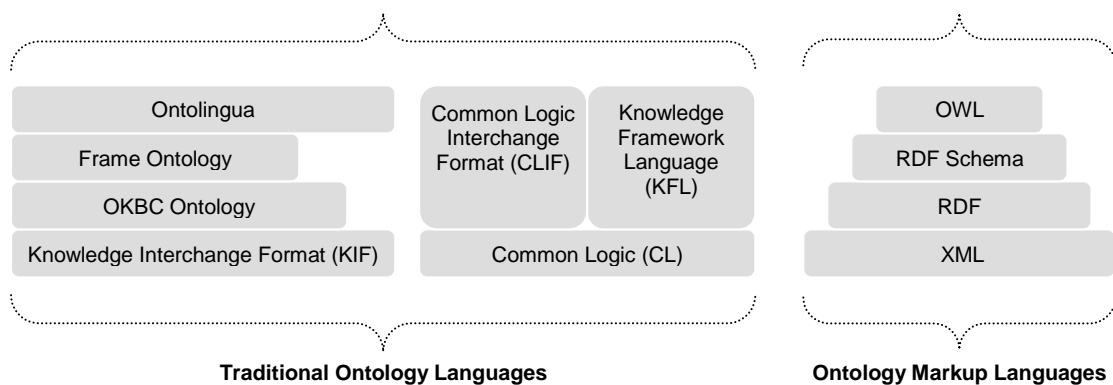 Ontolingua
Frame Ontology
OKBC Ontology
Knowledge Interchange Format (KIF)
Common Logic
Interchange
Format (CLIF)
Knowledge
Framework
Language
(KFL)
Common Logic (CL)
OWL
RDF Schema
RDF
XML
Traditional Ontology Languages
Ontology Markup Languages